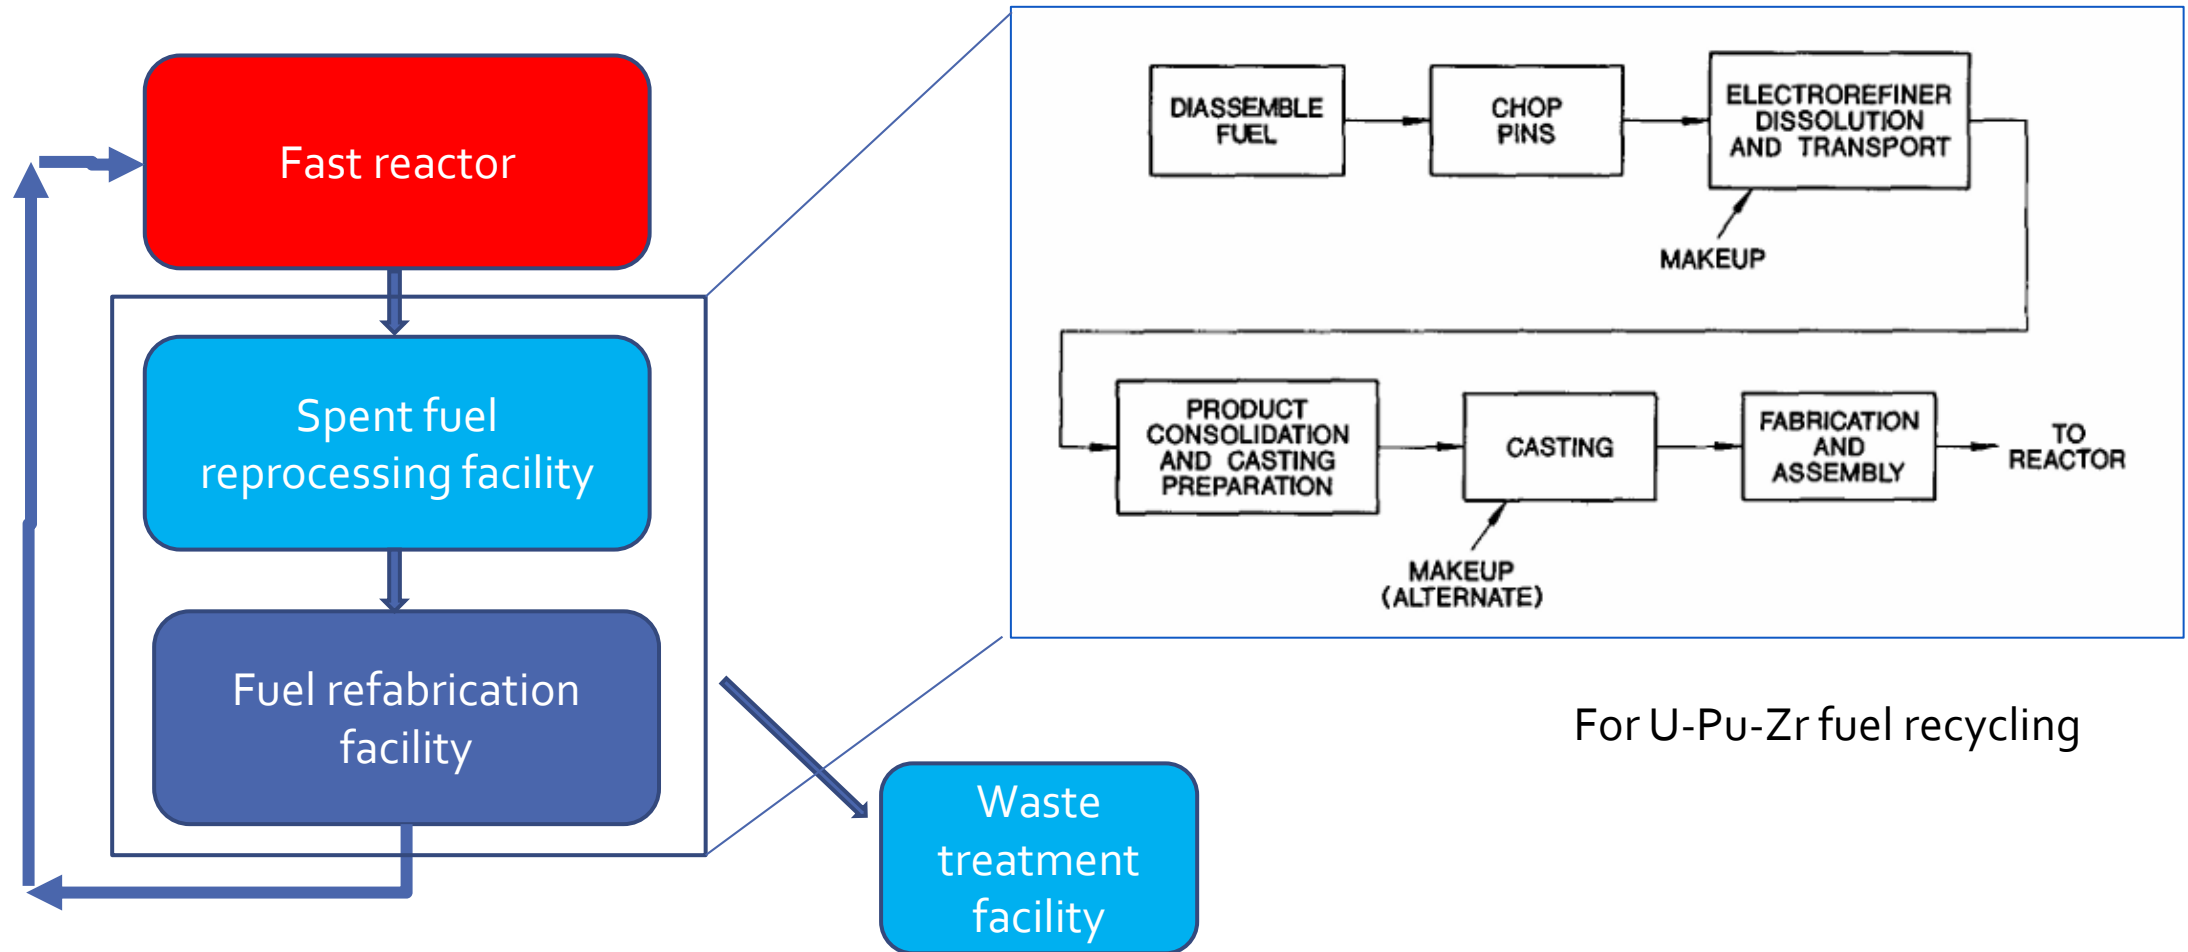 Fast reactor
Spent fuel
reprocessing facility
Fuel refabrication
facility
Waste
treatment
facility
DIASSEMBLE
FUEL
CHOP
PINS
ELECTROREFINER
DISSOLUTION
AND TRANSPORT
MAKEUP
PRODUCT
CONSOLIDATION
AND CASTING
PREPARATION
CASTING
MAKEUP
(ALTERNATE)
FABRICATION
AND
ASSEMBLY
TO
REACTOR
For U-Pu-Zr fuel recycling